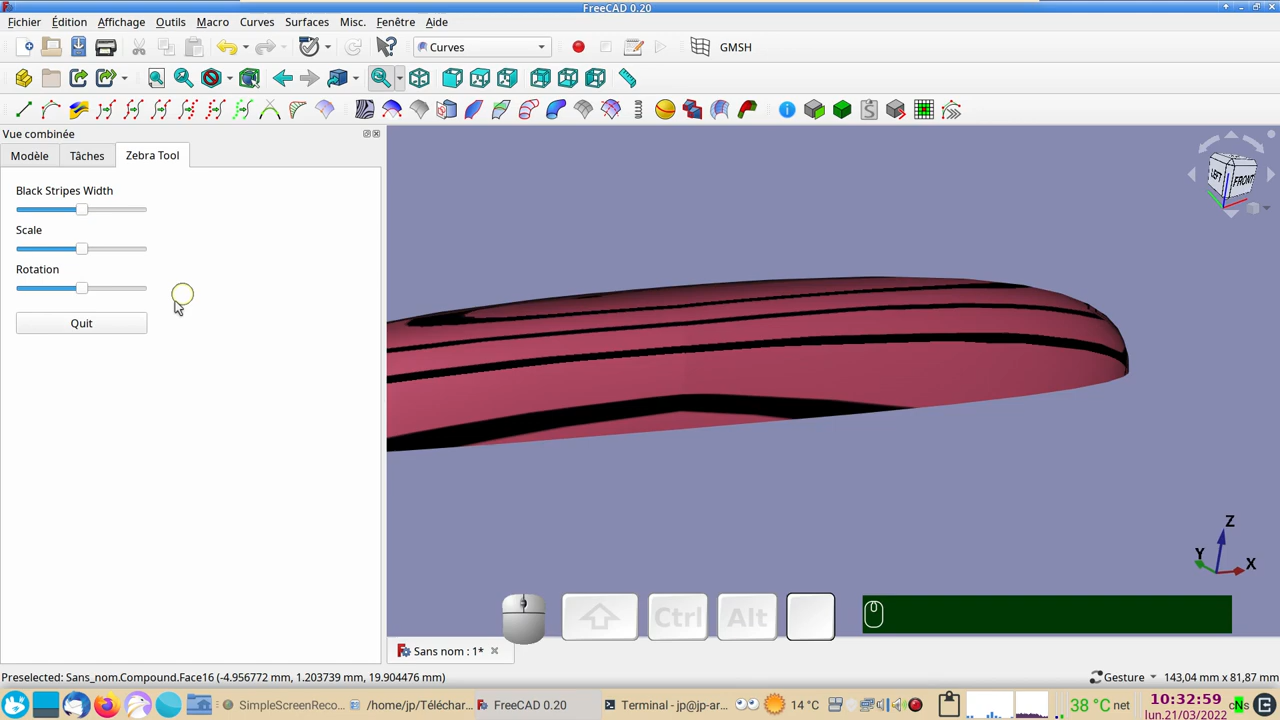 FreeCAD 0.20
Fichier Édition Affichage Outils Macro Curves Surfaces Misc. Fenêtre Aide
Curves
GMSH
Vue combinée
Modèle Tâches Zebra Tool
Black Stripes Width
Scale
Rotation
Quit
LEFT FRONT
Z
Y
X
Ctrl Alt
Sans nom : 1*
Preselected: Sans_nom.Compound.Face16 (-4.956772 mm, 1.203739 mm, 19.904476 mm)
Gesture
143,04 mm x 81,87 mm
SimpleScreenReco...
/home/jp/Téléchar...
FreeCAD 0.20
Terminal — jp@jp-ar...
14 °C
38 °C net
10:32:59
lun.21/03/2022
cNs